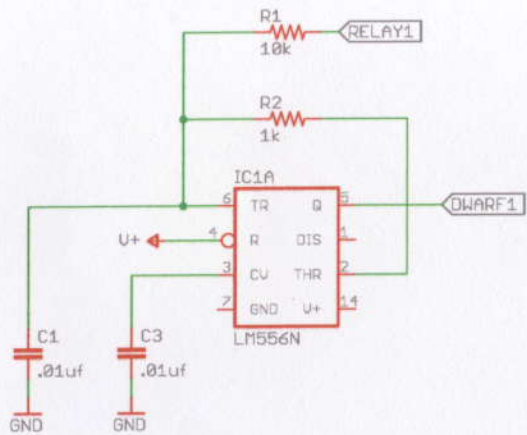 R1
RELAY1
10k
R2
1k
IC1A
6 TR Q 5
DWARF1
V+ 4 R DIS 1
3 CV THR 2
7 GND V+ 14
LM556N
C1
.01uf
C3
.01uf
GND
GND